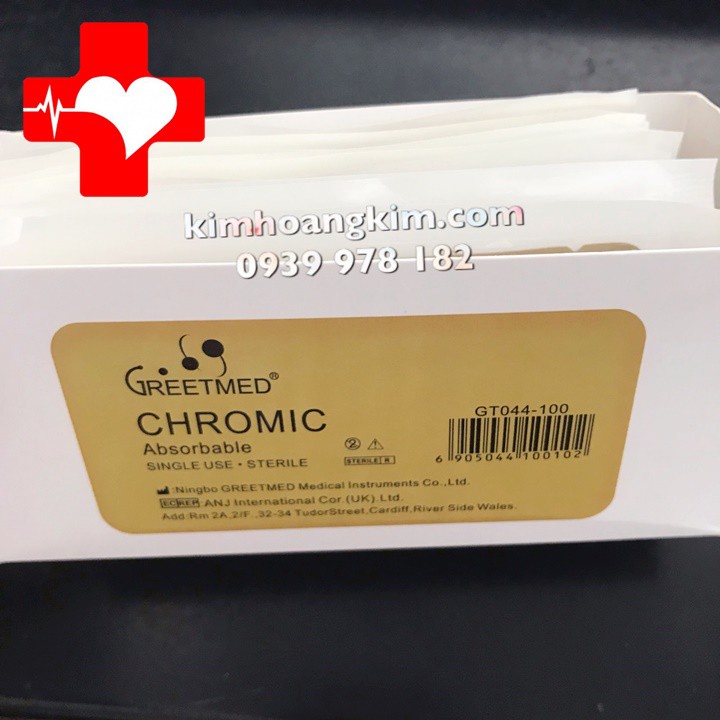 kimhoangkim.com
0939 978 182
GREETMED®
CHROMIC
Absorbable
SINGLE USE • STERILE
2
STERILE R
GT044-100
6 905044 100102
:Ningbo GREETMED Medical Instruments Co.,Ltd.
EC REP :ANJ International Cor.(UK).Ltd.
Add:Rm 2A,2/F.,32-34 TudorStreet,Cardiff,River Side Wales.